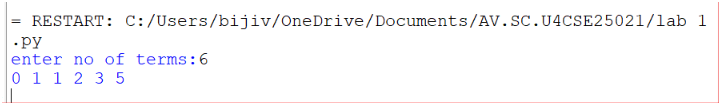 = RESTART: C:/Users/bijiv/OneDrive/Documents/AV.SC.U4CSE25021/lab 1
.py
enter no of terms:6
0 1 1 2 3 5